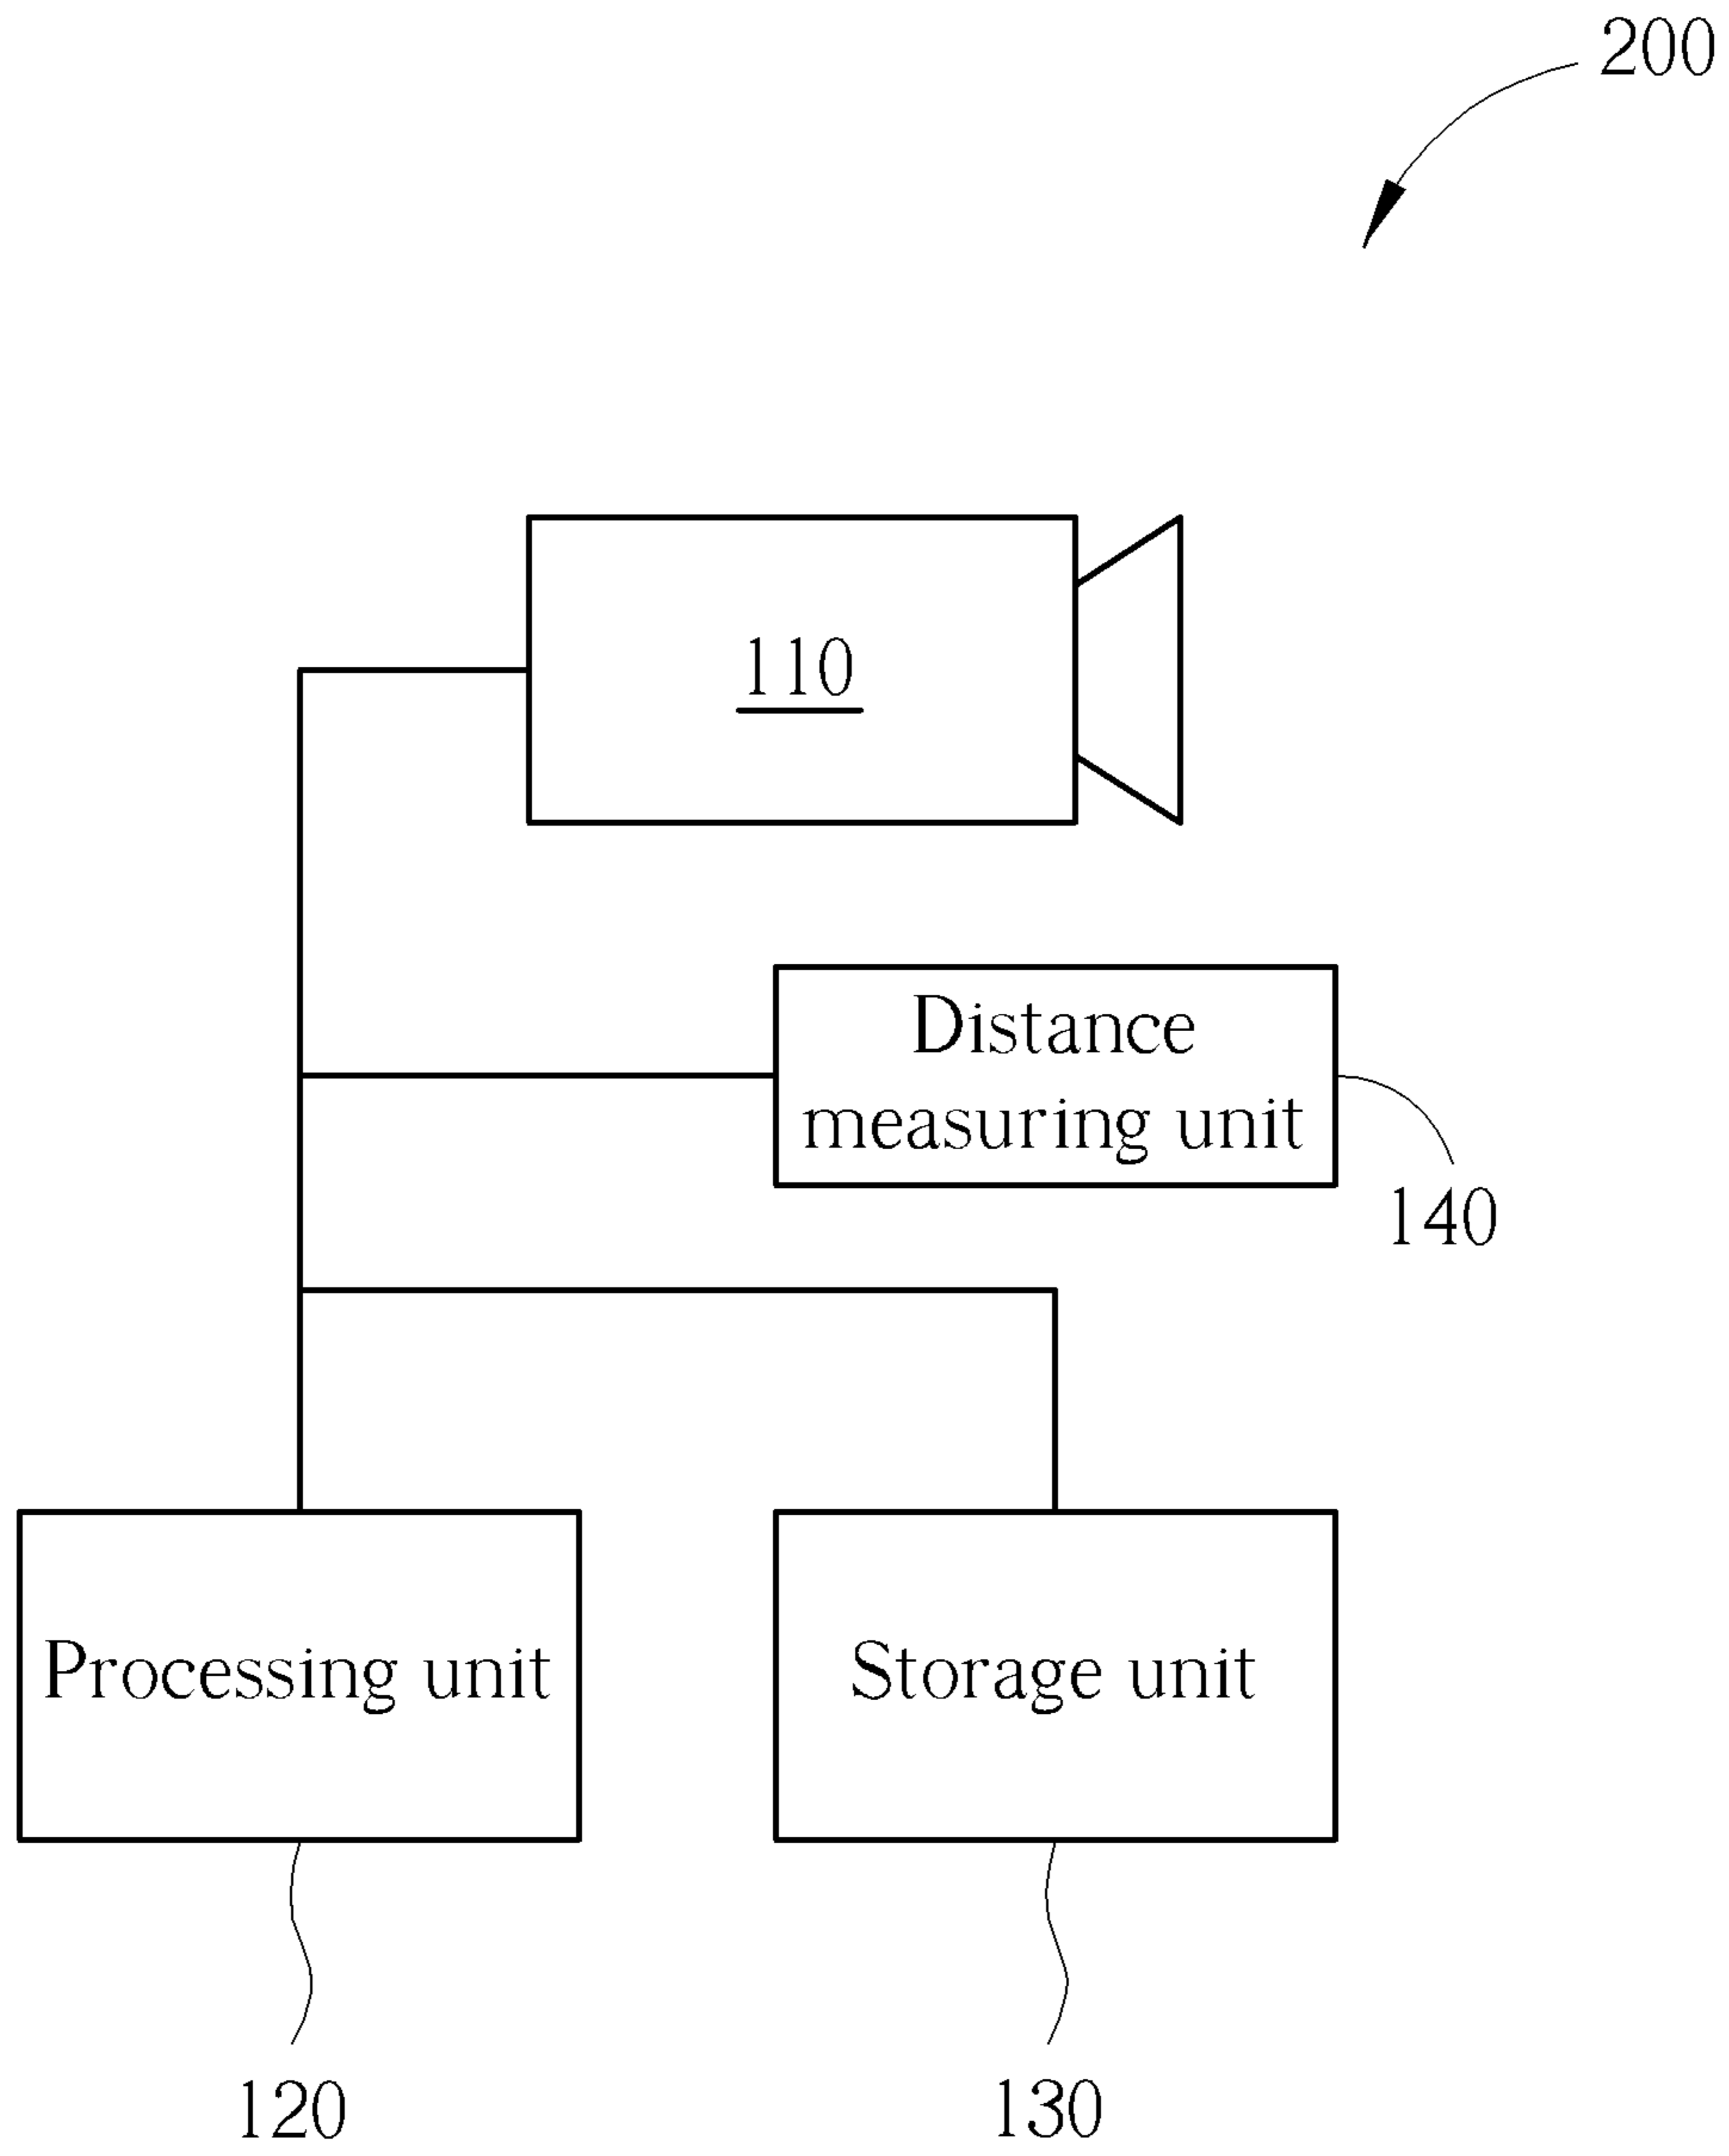 200
110
Distance
measuring unit
140
Processing unit
Storage unit
120
130